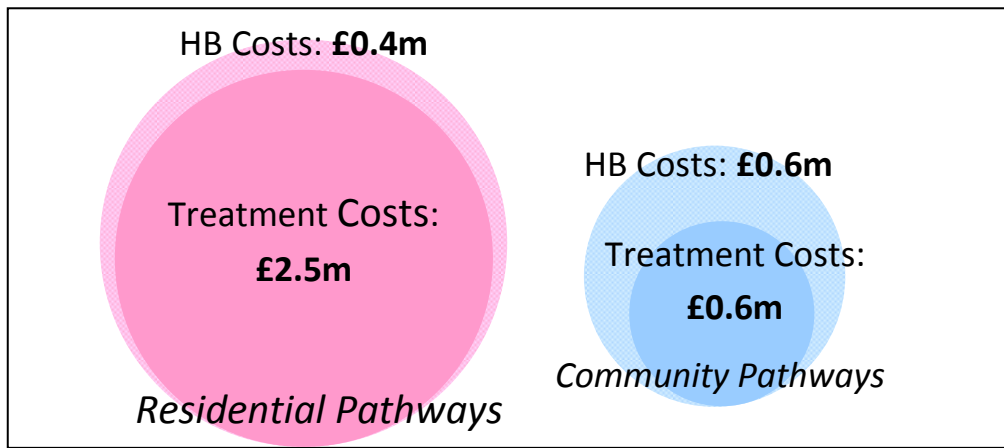 HB Costs: £0.4m
Treatment Costs:
£2.5m
Residential Pathways
HB Costs: £0.6m
Treatment Costs:
£0.6m
Community Pathways